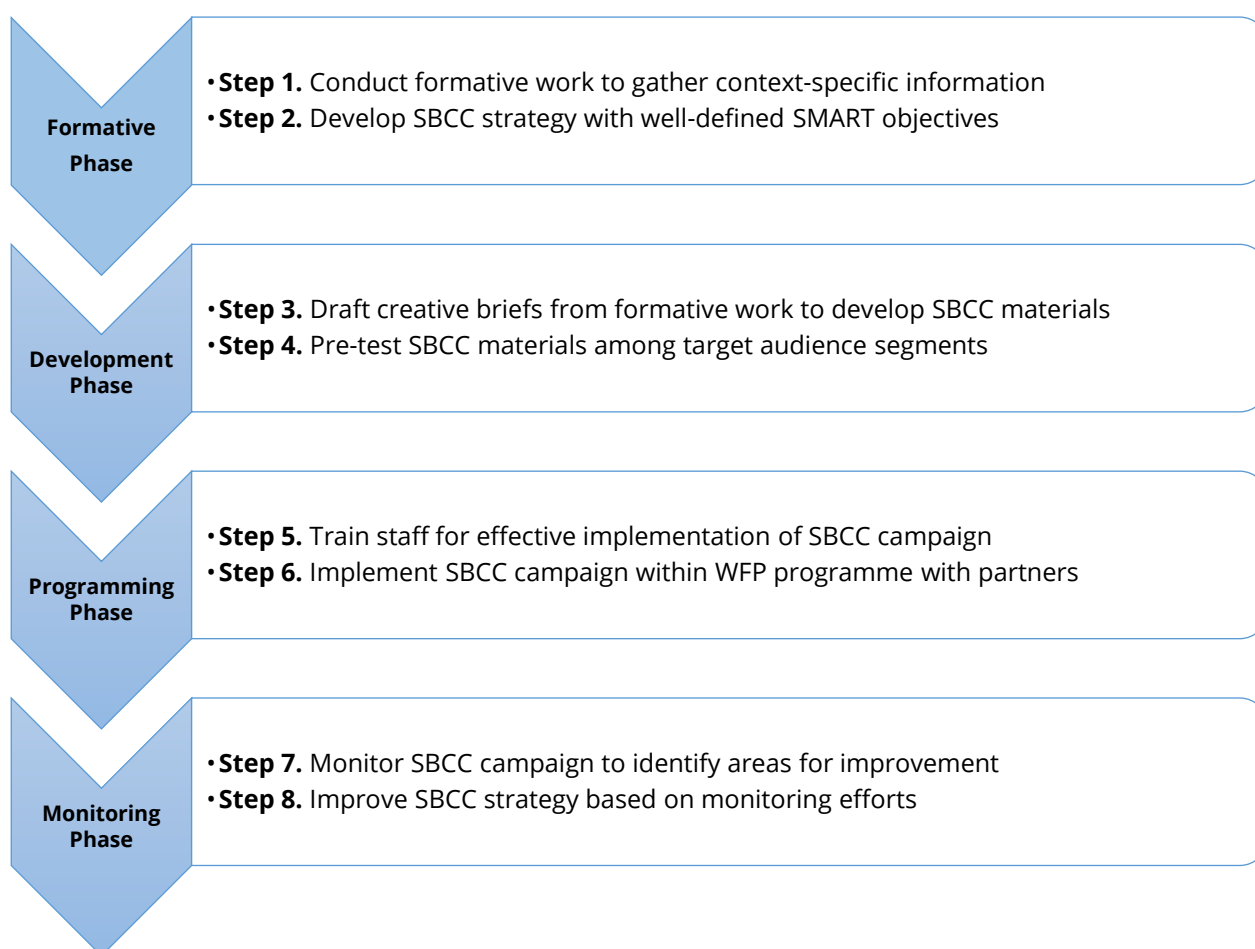 Formative
Phase
•Step 1. Conduct formative work to gather context-specific information
•Step 2. Develop SBCC strategy with well-defined SMART objectives
Development
Phase
•Step 3. Draft creative briefs from formative work to develop SBCC materials
•Step 4. Pre-test SBCC materials among target audience segments
Programming
Phase
•Step 5. Train staff for effective implementation of SBCC campaign
•Step 6. Implement SBCC campaign within WFP programme with partners
Monitoring
Phase
•Step 7. Monitor SBCC campaign to identify areas for improvement
•Step 8. Improve SBCC strategy based on monitoring efforts